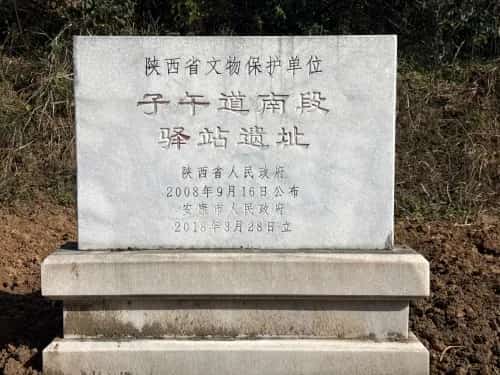 陕西省文物保护单位
子午道南段
驿站遗址
陕西省人民政府
2008年9月16日公布
安康市人民政府
2018年3月28日立